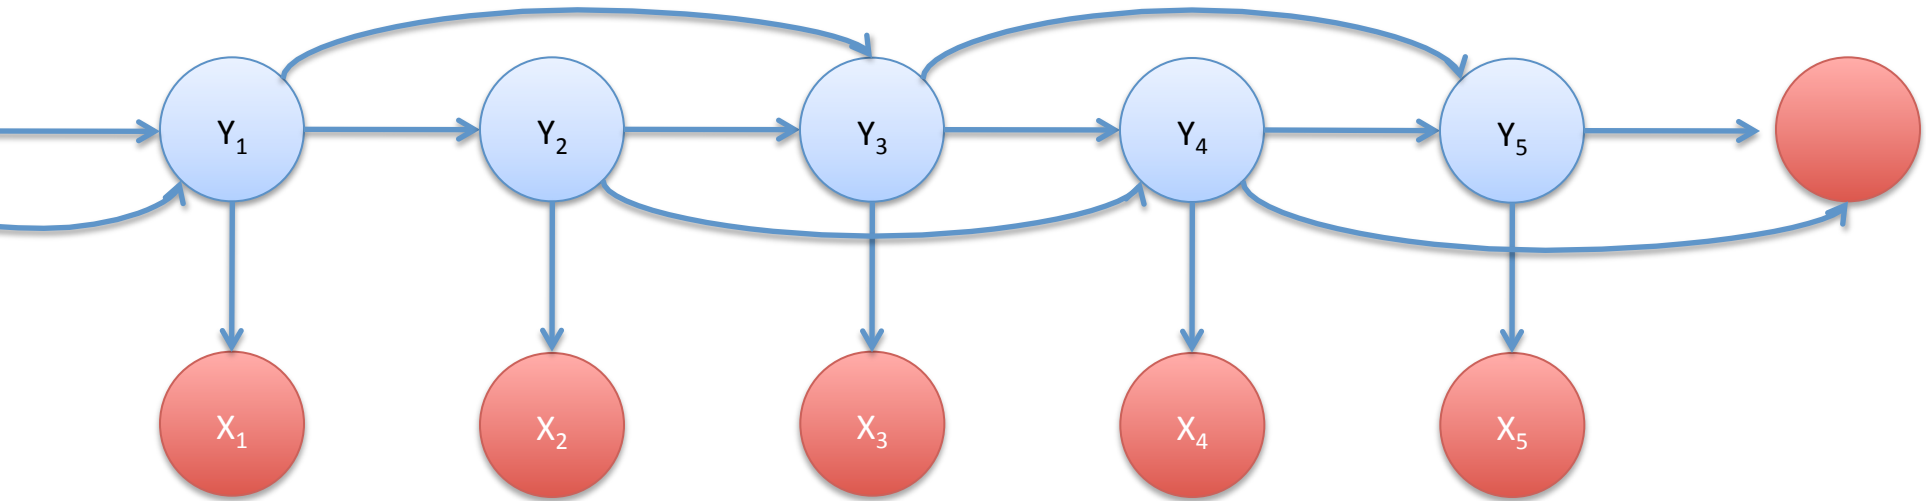 Y₁ Y₂ Y₃ Y₄ Y₅
X₁ X₂ X₃ X₄ X₅